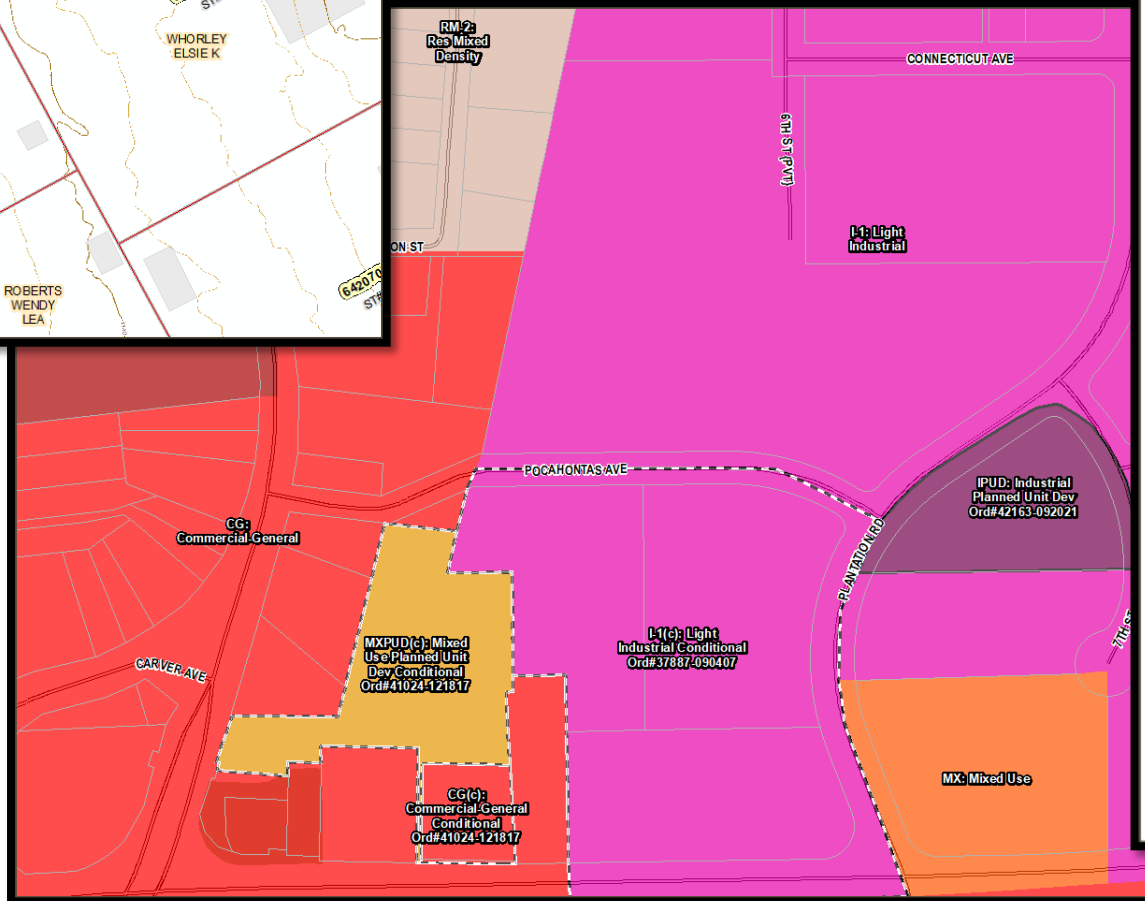 WHORLEY
ELSIE K
ROBERTS
WENDY
LEA
642070
ST#
RM-2:
Res Mixed
Density
CONNECTICUT AVE
6TH ST (PVT)
I-1: Light
Industrial
ON ST
POCAHONTAS AVE
IPUD: Industrial
Planned Unit Dev
Ord#42163-092021
CG:
Commercial-General
PLANTATION RD
7TH ST
MXPUD(c): Mixed
Use Planned Unit
Dev Conditional
Ord#41024-121817
I-1(c): Light
Industrial Conditional
Ord#37887-090407
CARVER AVE
MX: Mixed Use
CG(c):
Commercial-General
Conditional
Ord#41024-121817